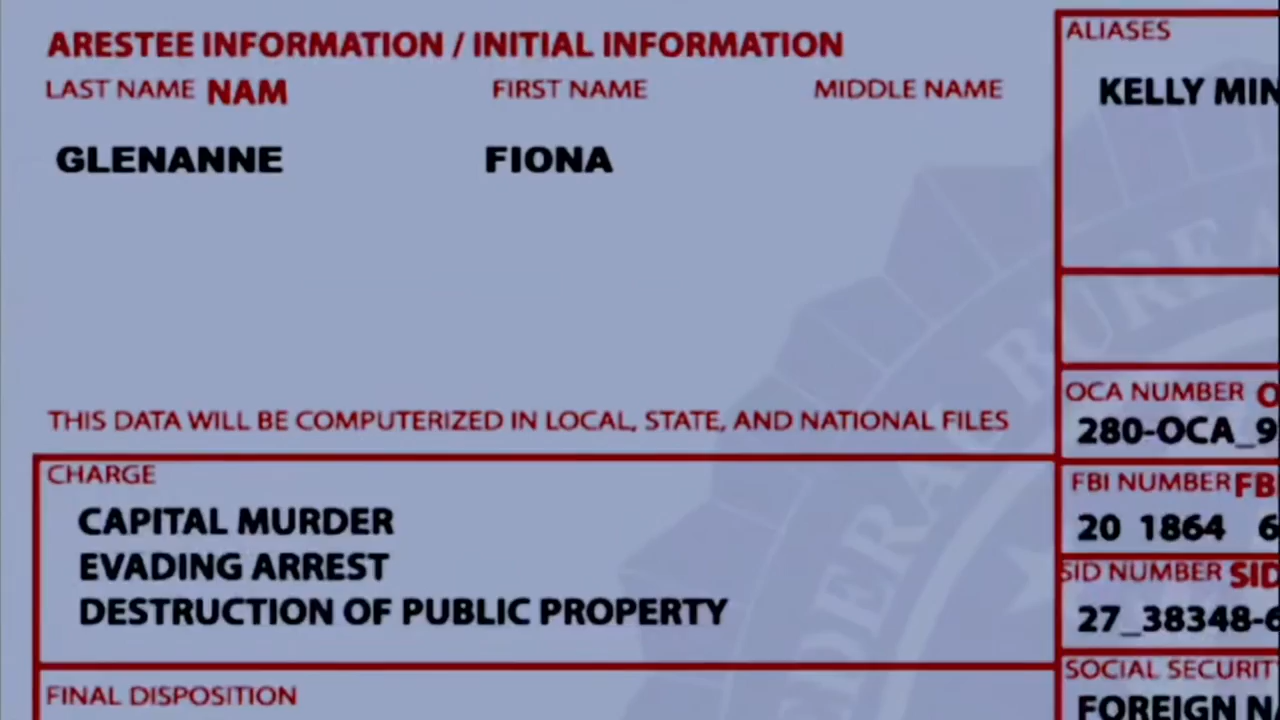 ARESTEE INFORMATION / INITIAL INFORMATION
LAST NAME NAM FIRST NAME MIDDLE NAME
GLENANNE FIONA
THIS DATA WILL BE COMPUTERIZED IN LOCAL, STATE, AND NATIONAL FILES
CHARGE
CAPITAL MURDER
EVADING ARREST
DESTRUCTION OF PUBLIC PROPERTY
FINAL DISPOSITION
ALIASES
KELLY MIN
OCA NUMBER O
280-OCA_9
FBI NUMBER FB
20 1864 6
SID NUMBER SID
27_38348-6
SOCIAL SECURIT
FOREIGN NA